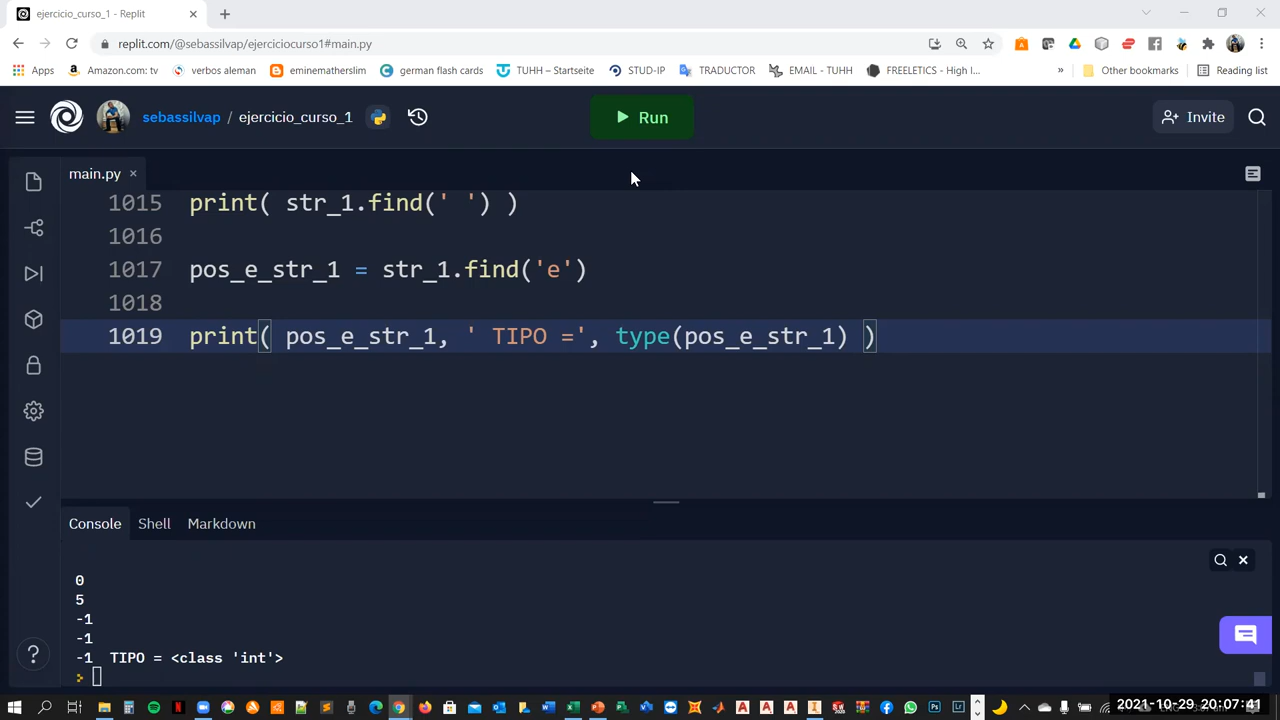 ejercicio_curso_1 - Replit
replit.com/@sebassilvap/ejerciciocurso1#main.py
Apps Amazon.com: tv verbos aleman eminematherslim german flash cards TUHH – Startseite STUD-IP TRADUCTOR EMAIL - TUHH FREELETICS - High I... » Other bookmarks Reading list
sebassilvap / ejercicio_curso_1 Run Invite
main.py
1015 print( str_1.find(' ') )
1016
1017 pos_e_str_1 = str_1.find('e')
1018
1019 print( pos_e_str_1, ' TIPO =', type(pos_e_str_1) )
Console Shell Markdown
0
5
-1
-1
-1  TIPO = <class 'int'>
2021-10-29 20:07:41